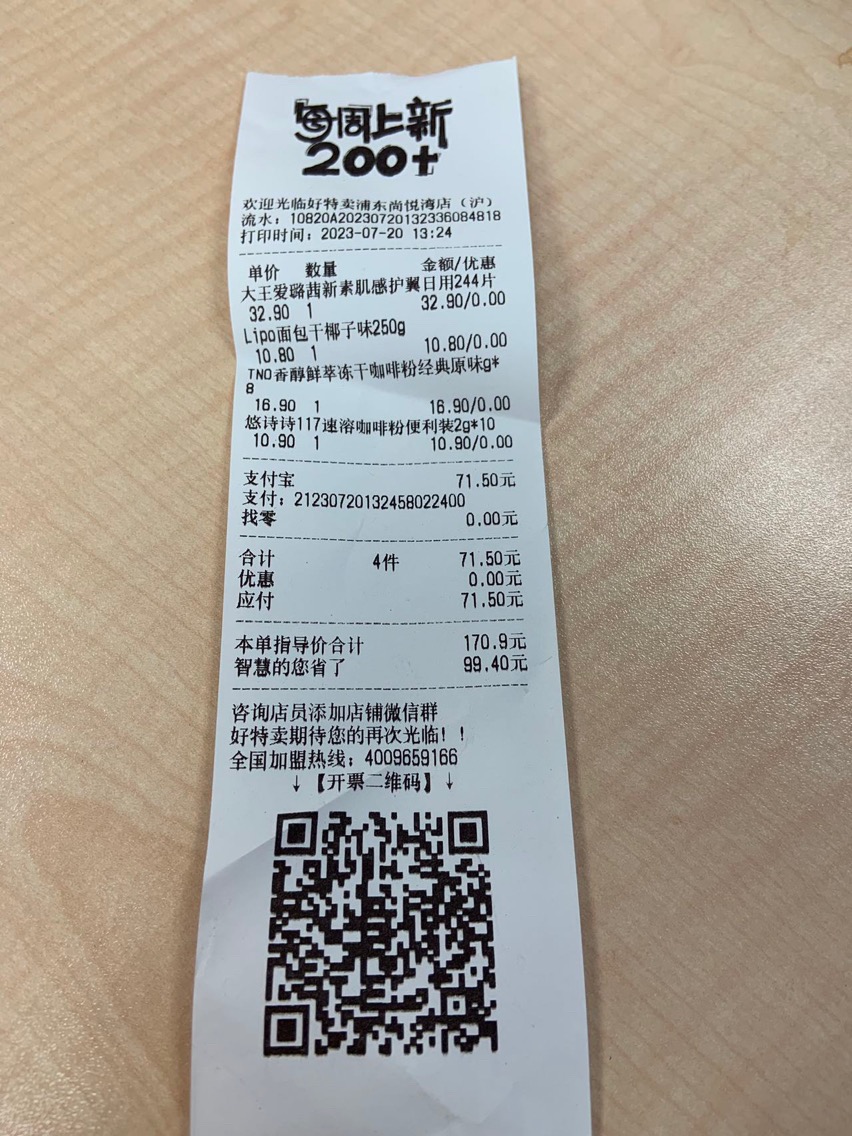 每周上新
200+
欢迎光临好特卖浦东尚悦湾店（沪）
流水：10820A20230720132336084818
打印时间：2023-07-20 13:24
单价 数量 金额/优惠
大王爱璐茜新素肌感护翼日用244片
32.90 1 32.90/0.00
Lipo面包干椰子味250g
10.80 1 10.80/0.00
TNO香醇鲜萃冻干咖啡粉经典原味g*
8
16.90 1 16.90/0.00
悠诗诗117速溶咖啡粉便利装2g*10
10.90 1 10.90/0.00
支付宝 71.50元
支付：21230720132458022400
找零 0.00元
合计 4件 71.50元
优惠 0.00元
应付 71.50元
本单指导价合计 170.9元
智慧的您省了 99.40元
咨询店员添加店铺微信群
好特卖期待您的再次光临！！
全国加盟热线：4009659166
↓【开票二维码】↓